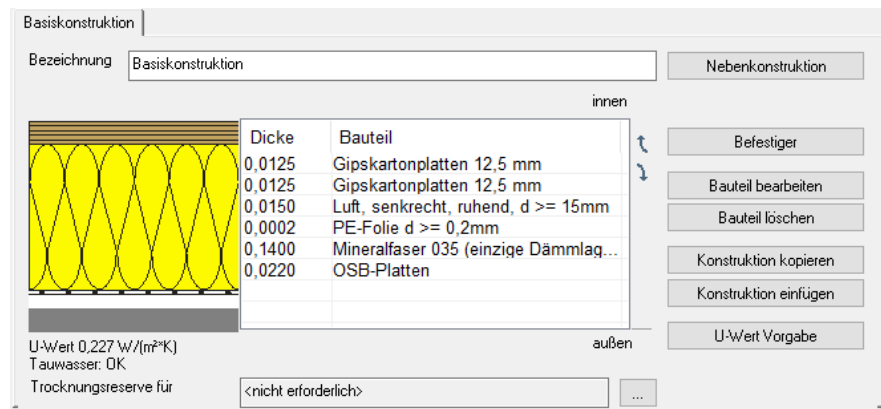 Basiskonstruktion
Bezeichnung Basiskonstruktion Nebenkonstruktion
innen
Dicke Bauteil Befestiger
0,0125 Gipskartonplatten 12,5 mm
0,0125 Gipskartonplatten 12,5 mm Bauteil bearbeiten
0,0150 Luft, senkrecht, ruhend, d >= 15mm Bauteil löschen
0,0002 PE-Folie d >= 0,2mm
0,1400 Mineralfaser 035 (einzige Dämmlag... Konstruktion kopieren
0,0220 OSB-Platten
Konstruktion einfügen
U-Wert 0,227 W/(m²*K) außen U-Wert Vorgabe
Tauwasser: OK
Trocknungsreserve für <nicht erforderlich> ...